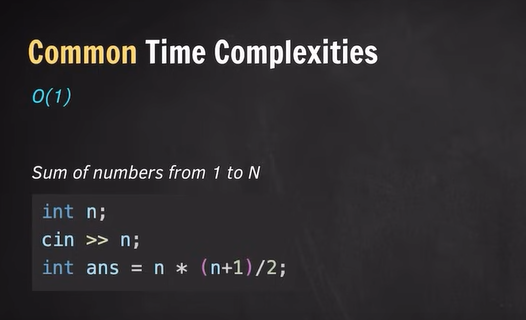 Common Time Complexities
O(1)
Sum of numbers from 1 to N
int n;
cin >> n;
int ans = n * (n+1)/2;